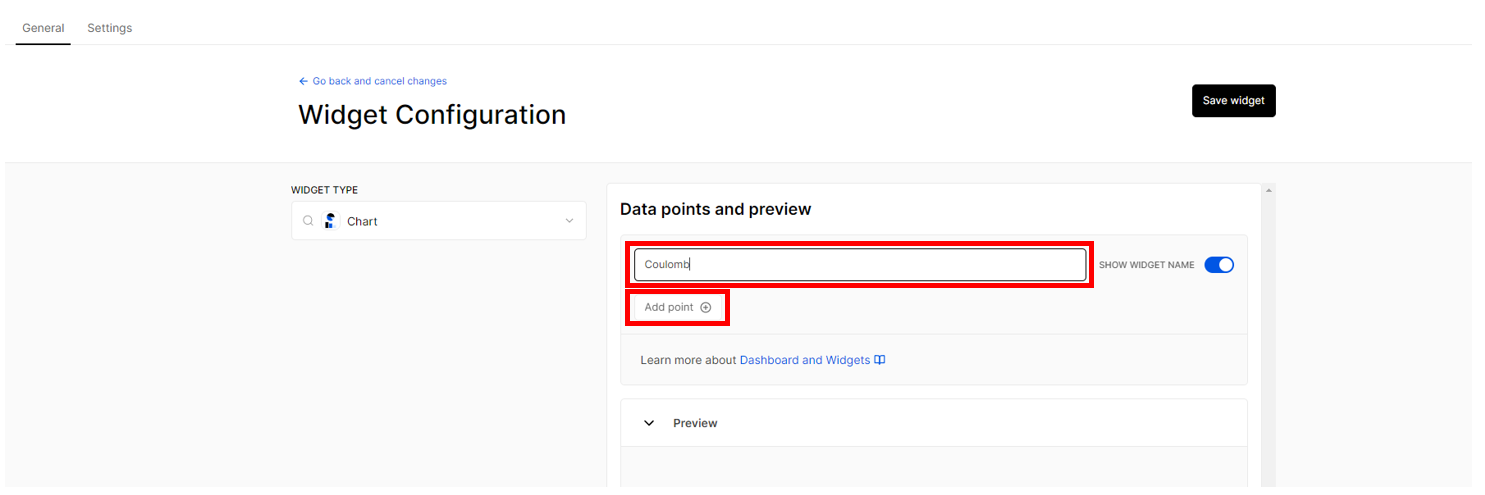 General
Settings
Go back and cancel changes
Widget Configuration
Save widget
WIDGET TYPE
Chart
Data points and preview
Coulomb
SHOW WIDGET NAME
Add point
Learn more about Dashboard and Widgets
Preview